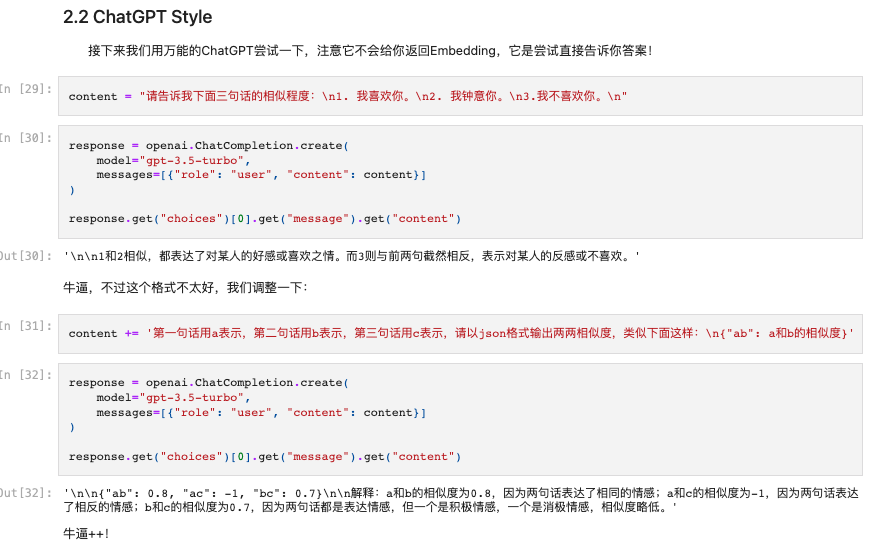 2.2 ChatGPT Style
接下来我们用万能的ChatGPT尝试一下，注意它不会给你返回Embedding，它是尝试直接告诉你答案！
In [29]:
content = "请告诉我下面三句话的相似程度：\n1. 我喜欢你。\n2. 我钟意你。\n3.我不喜欢你。\n"
In [30]:
response = openai.ChatCompletion.create(
    model="gpt-3.5-turbo",
    messages=[{"role": "user", "content": content}]
)
response.get("choices")[0].get("message").get("content")
Out[30]:
'\n\n1和2相似，都表达了对某人的好感或喜欢之情。而3则与前两句截然相反，表示对某人的反感或不喜欢。'
牛逼，不过这个格式不太好，我们调整一下：
In [31]:
content += '第一句话用a表示，第二句话用b表示，第三句话用c表示，请以json格式输出两两相似度，类似下面这样：\n{"ab": a和b的相似度}'
In [32]:
response = openai.ChatCompletion.create(
    model="gpt-3.5-turbo",
    messages=[{"role": "user", "content": content}]
)
response.get("choices")[0].get("message").get("content")
Out[32]:
'\n\n{"ab": 0.8, "ac": -1, "bc": 0.7}\n\n解释：a和b的相似度为0.8，因为两句话表达了相同的情感；a和c的相似度为-1，因为两句话表达
了相反的情感；b和c的相似度为0.7，因为两句话都是表达情感，但一个是积极情感，一个是消极情感，相似度略低。'
牛逼++！